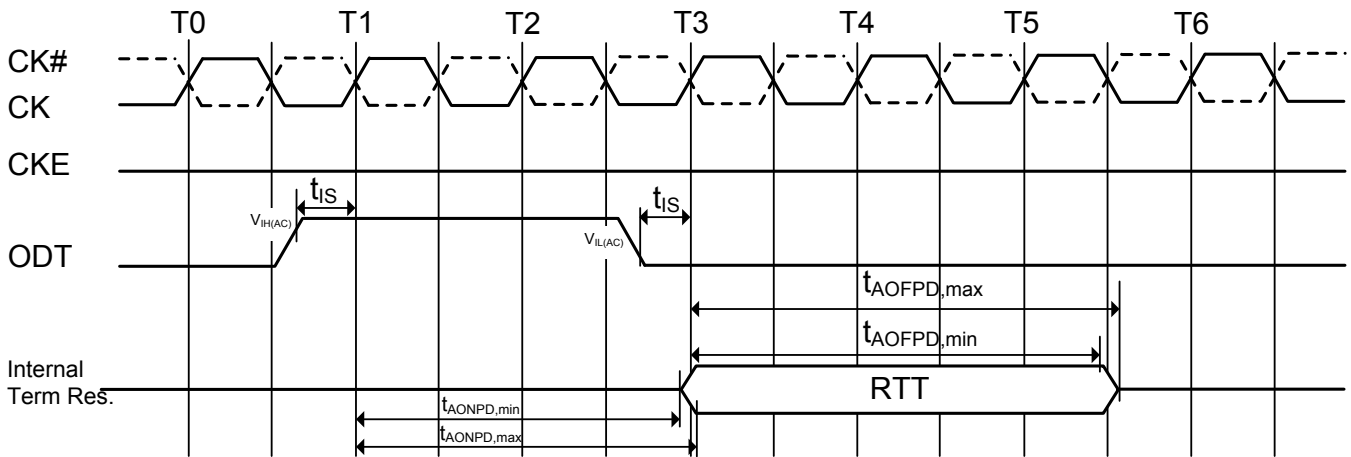 T0 T1 T2 T3 T4 T5 T6
CK#
CK
CKE
tIS
tIS
VIH(AC)
VIL(AC)
ODT
tAOFPD,max
tAOFPD,min
Internal
Term Res.
RTT
tAONPD,min
tAONPD,max